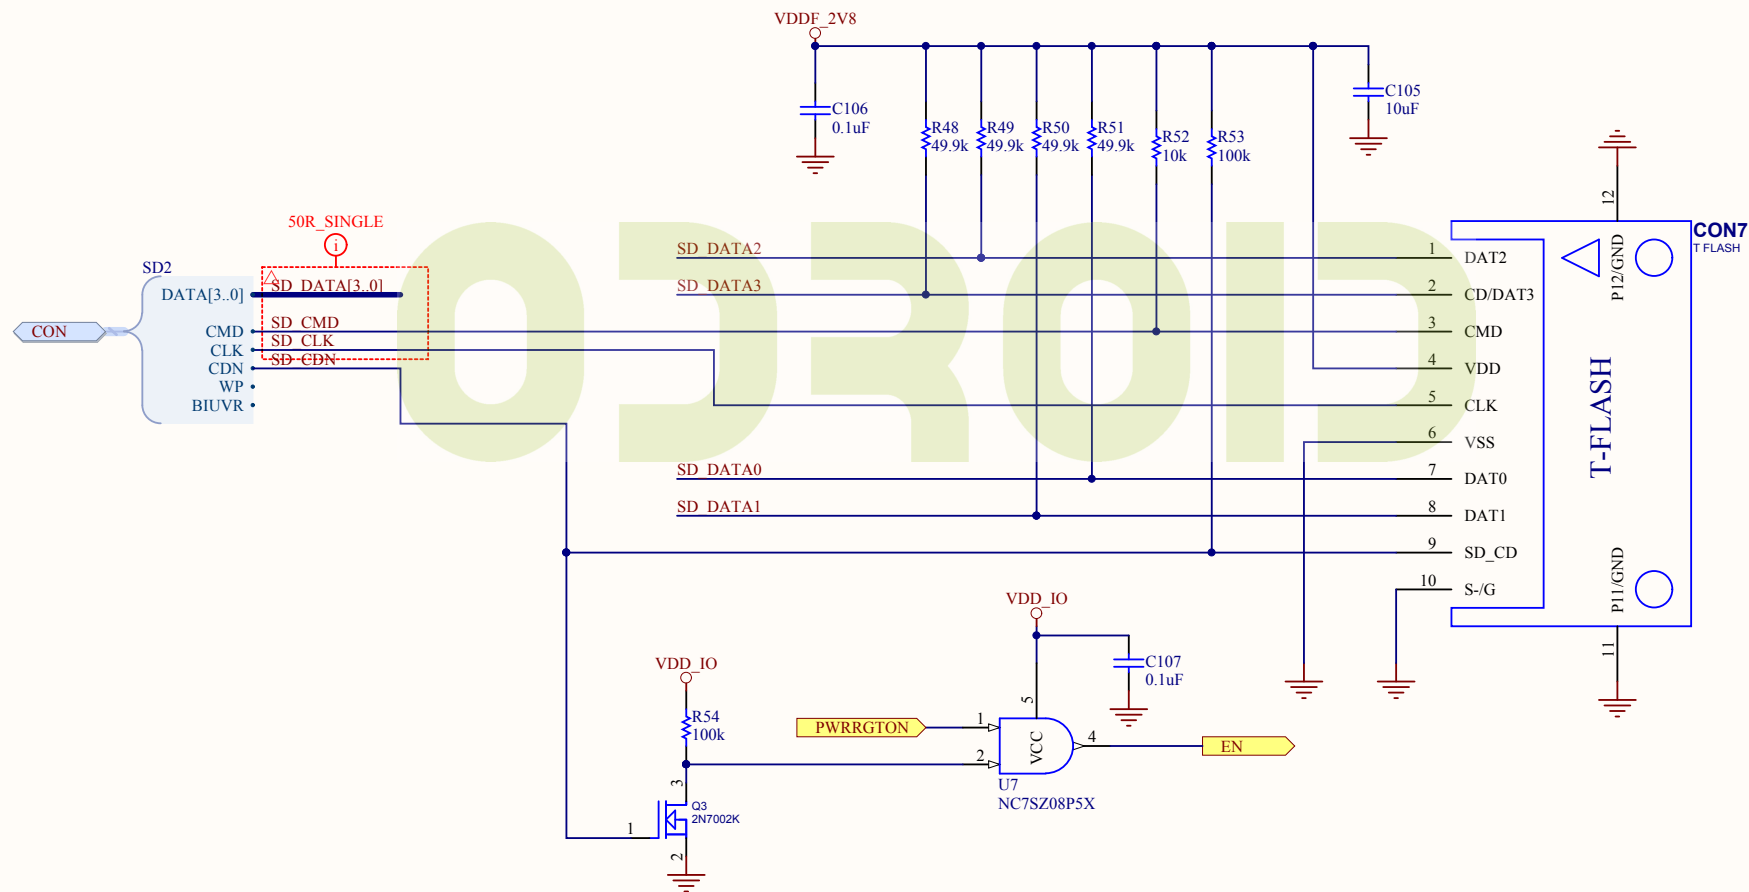 VDDF_2V8
C106
0.1uF
R48
49.9k
R49
49.9k
R50
49.9k
R51
49.9k
R52
10k
R53
100k
C105
10uF
50R_SINGLE
i
SD2
CON
DATA[3..0]
CMD
CLK
CDN
WP
BIUVR
SD_DATA[3..0]
SD_CMD
SD_CLK
SD_CDN
ODROID
SD_DATA2
SD_DATA3
SD_DATA0
SD_DATA1
12
CON7
T FLASH
P12/GND
1 DAT2
2 CD/DAT3
3 CMD
4 VDD
5 CLK
6 VSS
7 DAT0
8 DAT1
9 SD_CD
10 S-/G
T-FLASH
P11/GND
11
VDD_IO
C107
0.1uF
VDD_IO
R54
100k
PWRRGTON
1
2
5
VCC
4
EN
U7
NC7SZ08P5X
3
Q3
2N7002K
1
2